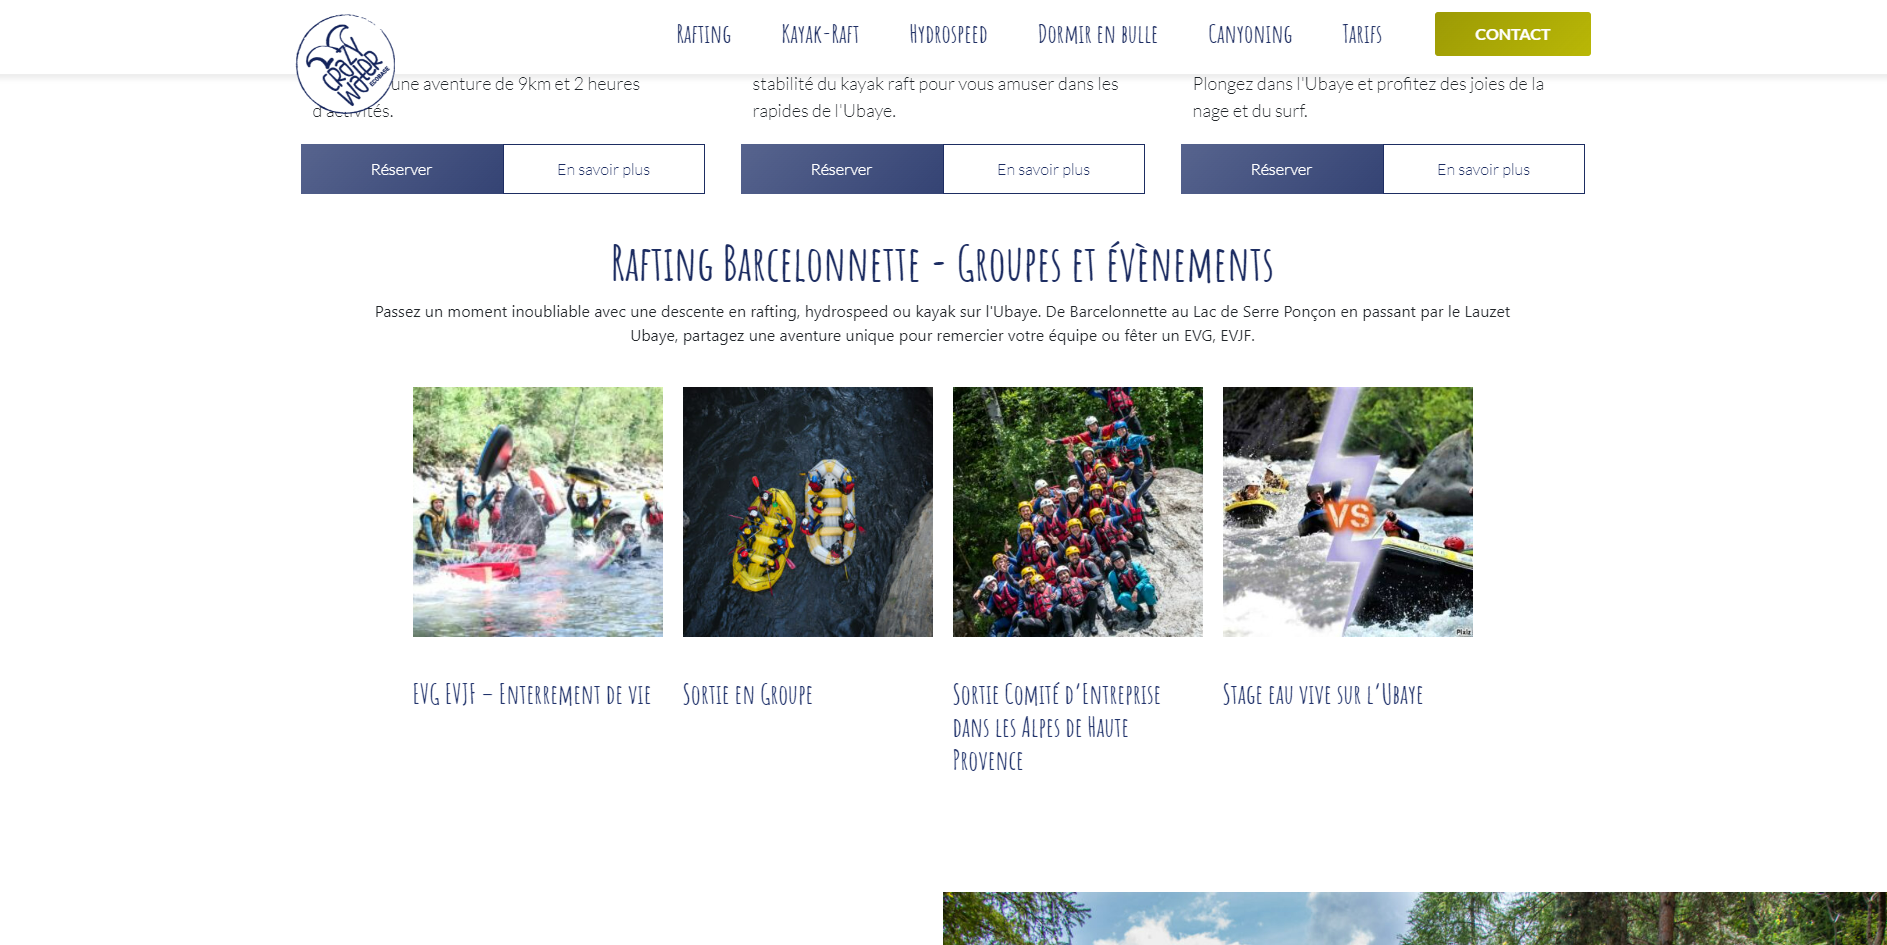 Rafting Kayak-Raft Hydrospeed Dormir en bulle Canyoning Tarifs CONTACT
Real
Cool
Rafting
Water
ECOBASE
une aventure de 9km et 2 heures
d'activités.
stabilité du kayak raft pour vous amuser dans les
rapides de l'Ubaye.
Plongez dans l'Ubaye et profitez des joies de la
nage et du surf.
Réserver En savoir plus Réserver En savoir plus Réserver En savoir plus
Rafting Barcelonnette - Groupes et évènements
Passez un moment inoubliable avec une descente en rafting, hydrospeed ou kayak sur l'Ubaye. De Barcelonnette au Lac de Serre Ponçon en passant par le Lauzet
Ubaye, partagez une aventure unique pour remercier votre équipe ou fêter un EVG, EVJF.
VS
Pixiz
EVG EVJF – Enterrement de vie
Sortie en Groupe
Sortie Comité d'Entreprise
dans les Alpes de Haute
Provence
Stage eau vive sur l'Ubaye